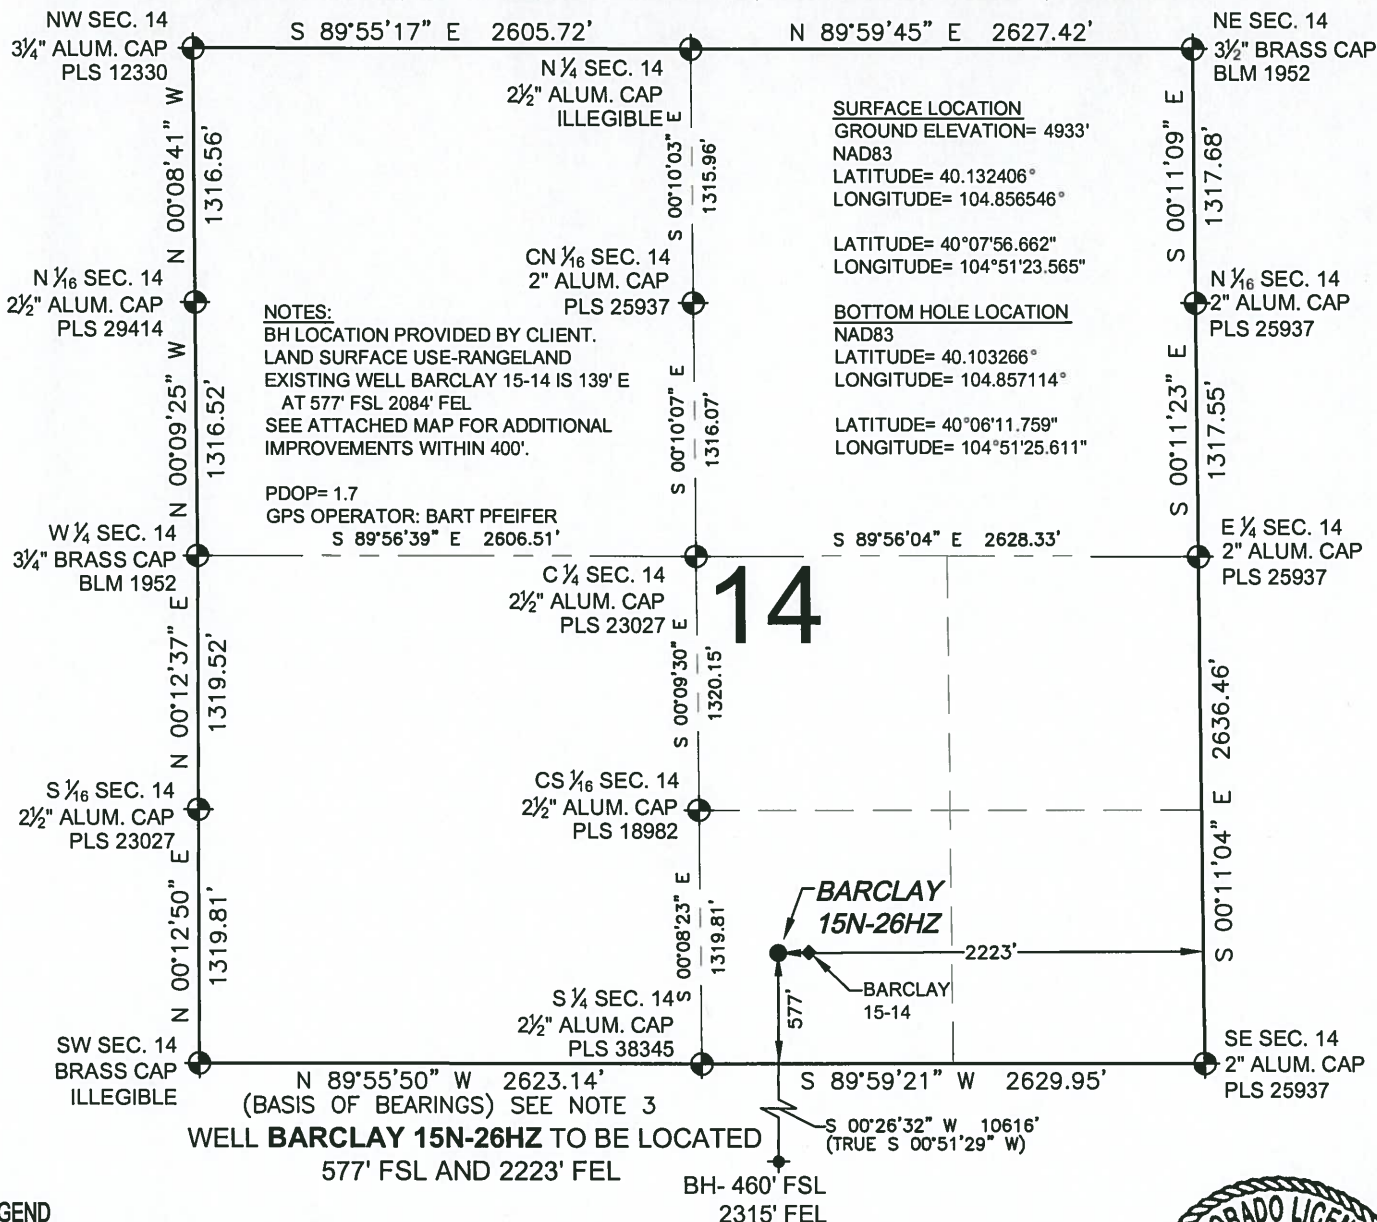 NW SEC. 14
3¼" ALUM. CAP
PLS 12330
S 89°55'17" E 2605.72'
N ¼ SEC. 14
2½" ALUM. CAP
ILLEGIBLE
N 89°59'45" E 2627.42'
NE SEC. 14
3½" BRASS CAP
BLM 1952
N 00°08'41" W
1316.56'
S 00°10'03" E
1315.96'
SURFACE LOCATION
GROUND ELEVATION= 4933'
NAD83
LATITUDE= 40.132406°
LONGITUDE= 104.856546°
LATITUDE= 40°07'56.662"
LONGITUDE= 104°51'23.565"
BOTTOM HOLE LOCATION
NAD83
LATITUDE= 40.103266°
LONGITUDE= 104.857114°
LATITUDE= 40°06'11.759"
LONGITUDE= 104°51'25.611"
S 00°11'09" E
1317.68'
N 1/16 SEC. 14
2½" ALUM. CAP
PLS 29414
CN 1/16 SEC. 14
2" ALUM. CAP
PLS 25937
N 1/16 SEC. 14
2" ALUM. CAP
PLS 25937
NOTES:
BH LOCATION PROVIDED BY CLIENT.
LAND SURFACE USE-RANGELAND
EXISTING WELL BARCLAY 15-14 IS 139' E
AT 577' FSL 2084' FEL
SEE ATTACHED MAP FOR ADDITIONAL
IMPROVEMENTS WITHIN 400'.
PDOP= 1.7
GPS OPERATOR: BART PFEIFER
N 00°09'25" W
1316.52'
S 00°10'07" E
1316.07'
S 00°11'23" E
1317.55'
W ¼ SEC. 14
3¼" BRASS CAP
BLM 1952
S 89°56'39" E 2606.51'
C ¼ SEC. 14
2½" ALUM. CAP
PLS 23027
14
S 89°56'04" E 2628.33'
E ¼ SEC. 14
2" ALUM. CAP
PLS 25937
N 00°12'37" E
1319.52'
S 00°09'30" E
1320.15'
S 00°11'04" E 2636.46'
S 1/16 SEC. 14
2½" ALUM. CAP
PLS 23027
CS 1/16 SEC. 14
2½" ALUM. CAP
PLS 18982
N 00°12'50" E
1319.81'
S 00°08'23" E
1319.81'
BARCLAY
15N-26HZ
2223'
577'
BARCLAY
15-14
SW SEC. 14
BRASS CAP
ILLEGIBLE
S ¼ SEC. 14
2½" ALUM. CAP
PLS 38345
SE SEC. 14
2" ALUM. CAP
PLS 25937
N 89°55'50" W 2623.14'
(BASIS OF BEARINGS) SEE NOTE 3
S 89°59'21" W 2629.95'
S 00°26'32" W 10616'
(TRUE S 00°51'29" W)
WELL BARCLAY 15N-26HZ TO BE LOCATED
577' FSL AND 2223' FEL
BH- 460' FSL
2315' FEL
GEND
ORADO LICEN